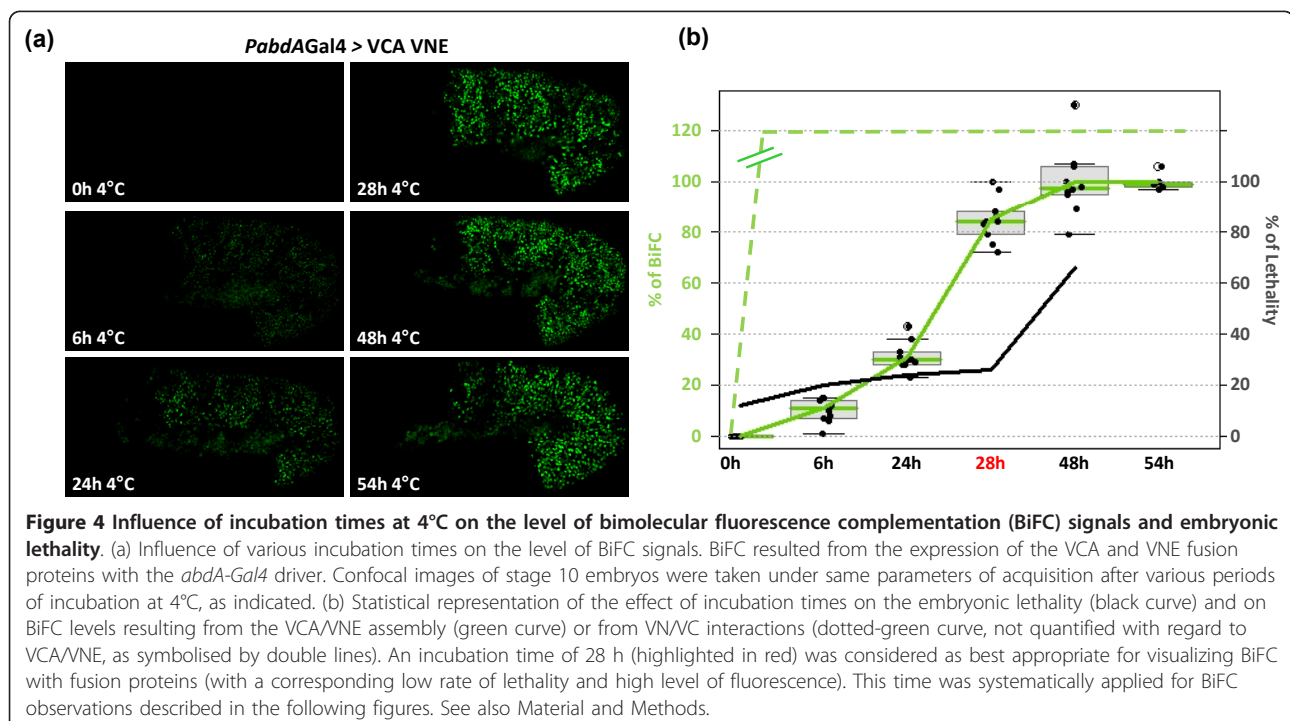 (a)
PabdAGal4 > VCA VNE
0h 4°C
28h 4°C
6h 4°C
48h 4°C
24h 4°C
54h 4°C
(b)
% of BiFC
120
100
80
60
40
20
0
100
80
60
40
20
0
% of Lethality
0h 6h 24h 28h 48h 54h
Figure 4 Influence of incubation times at 4°C on the level of bimolecular fluorescence complementation (BiFC) signals and embryonic
lethality. (a) Influence of various incubation times on the level of BiFC signals. BiFC resulted from the expression of the VCA and VNE fusion
proteins with the abdA-Gal4 driver. Confocal images of stage 10 embryos were taken under same parameters of acquisition after various periods
of incubation at 4°C, as indicated. (b) Statistical representation of the effect of incubation times on the embryonic lethality (black curve) and on
BiFC levels resulting from the VCA/VNE assembly (green curve) or from VN/VC interactions (dotted-green curve, not quantified with regard to
VCA/VNE, as symbolised by double lines). An incubation time of 28 h (highlighted in red) was considered as best appropriate for visualizing BiFC
with fusion proteins (with a corresponding low rate of lethality and high level of fluorescence). This time was systematically applied for BiFC
observations described in the following figures. See also Material and Methods.